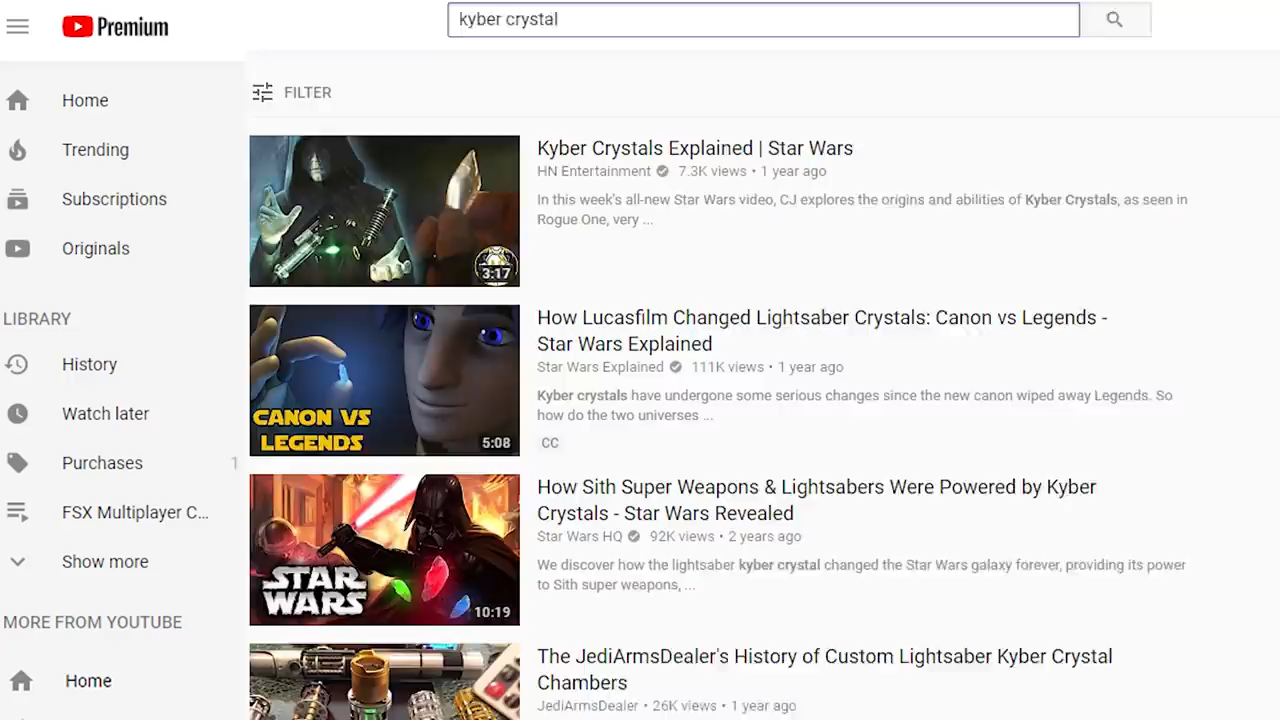 Premium
kyber crystal
Home
Trending
Subscriptions
Originals
LIBRARY
History
Watch later
Purchases 1
FSX Multiplayer C...
Show more
MORE FROM YOUTUBE
Home
FILTER
3:17
Kyber Crystals Explained | Star Wars
HN Entertainment 7.3K views • 1 year ago
In this week's all-new Star Wars video, CJ explores the origins and abilities of Kyber Crystals, as seen in
Rogue One, very ...
CANON VS
LEGENDS
5:08
How Lucasfilm Changed Lightsaber Crystals: Canon vs Legends -
Star Wars Explained
Star Wars Explained 111K views • 1 year ago
Kyber crystals have undergone some serious changes since the new canon wiped away Legends. So
how do the two universes ...
CC
STAR
WARS
10:19
How Sith Super Weapons & Lightsabers Were Powered by Kyber
Crystals - Star Wars Revealed
Star Wars HQ 92K views • 2 years ago
We discover how the lightsaber kyber crystal changed the Star Wars galaxy forever, providing its power
to Sith super weapons, ...
The JediArmsDealer's History of Custom Lightsaber Kyber Crystal
Chambers
JediArmsDealer • 26K views • 1 year ago